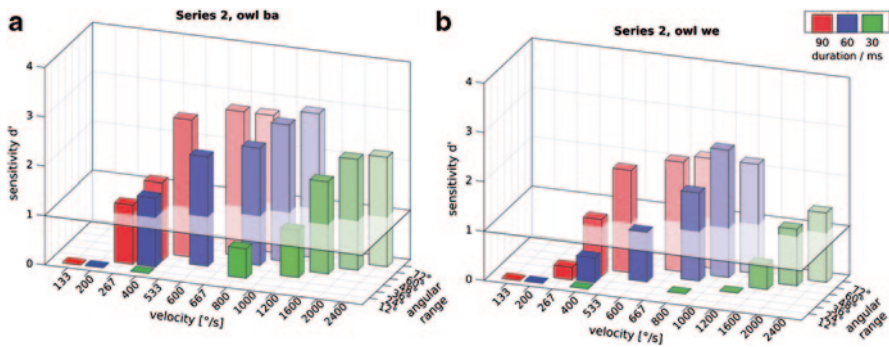 a
Series 2, owl ba
4
3
2
1
0
sensitivity d'
133
200
267
400
533
600
667
800
1000
1200
1600
2000
2400
velocity [°/s]
angular
range
b
Series 2, owl we
4
3
2
1
0
sensitivity d'
133
200
267
400
533
600
667
800
1000
1200
1600
2000
2400
velocity [°/s]
angular
range
90 60 30
duration / ms